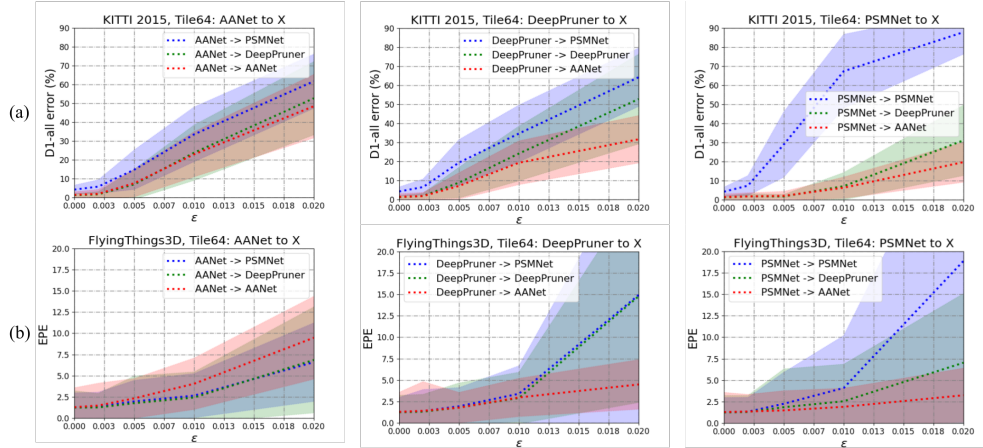 (a)
KITTI 2015, Tile64: AANet to X
D1-all error (%)
90
80
70
60
50
40
30
20
10
0
AANet -> PSMNet
AANet -> DeepPruner
AANet -> AANet
0.000 0.003 0.005 0.007 0.010 0.013 0.015 0.018 0.020
ε
KITTI 2015, Tile64: DeepPruner to X
D1-all error (%)
90
80
70
60
50
40
30
20
10
0
DeepPruner -> PSMNet
DeepPruner -> DeepPruner
DeepPruner -> AANet
0.000 0.003 0.005 0.007 0.010 0.013 0.015 0.018 0.020
ε
KITTI 2015, Tile64: PSMNet to X
D1-all error (%)
90
80
70
60
50
40
30
20
10
0
PSMNet -> PSMNet
PSMNet -> DeepPruner
PSMNet -> AANet
0.000 0.003 0.005 0.007 0.010 0.013 0.015 0.018 0.020
ε
(b)
FlyingThings3D, Tile64: AANet to X
EPE
20.0
17.5
15.0
12.5
10.0
7.5
5.0
2.5
0.0
AANet -> PSMNet
AANet -> DeepPruner
AANet -> AANet
0.000 0.003 0.005 0.007 0.010 0.013 0.015 0.018 0.020
ε
FlyingThings3D, Tile64: DeepPruner to X
EPE
20.0
17.5
15.0
12.5
10.0
7.5
5.0
2.5
0.0
DeepPruner -> PSMNet
DeepPruner -> DeepPruner
DeepPruner -> AANet
0.000 0.003 0.005 0.007 0.010 0.013 0.015 0.018 0.020
ε
FlyingThings3D, Tile64: PSMNet to X
EPE
20.0
17.5
15.0
12.5
10.0
7.5
5.0
2.5
0.0
PSMNet -> PSMNet
PSMNet -> DeepPruner
PSMNet -> AANet
0.000 0.003 0.005 0.007 0.010 0.013 0.015 0.018 0.020
ε